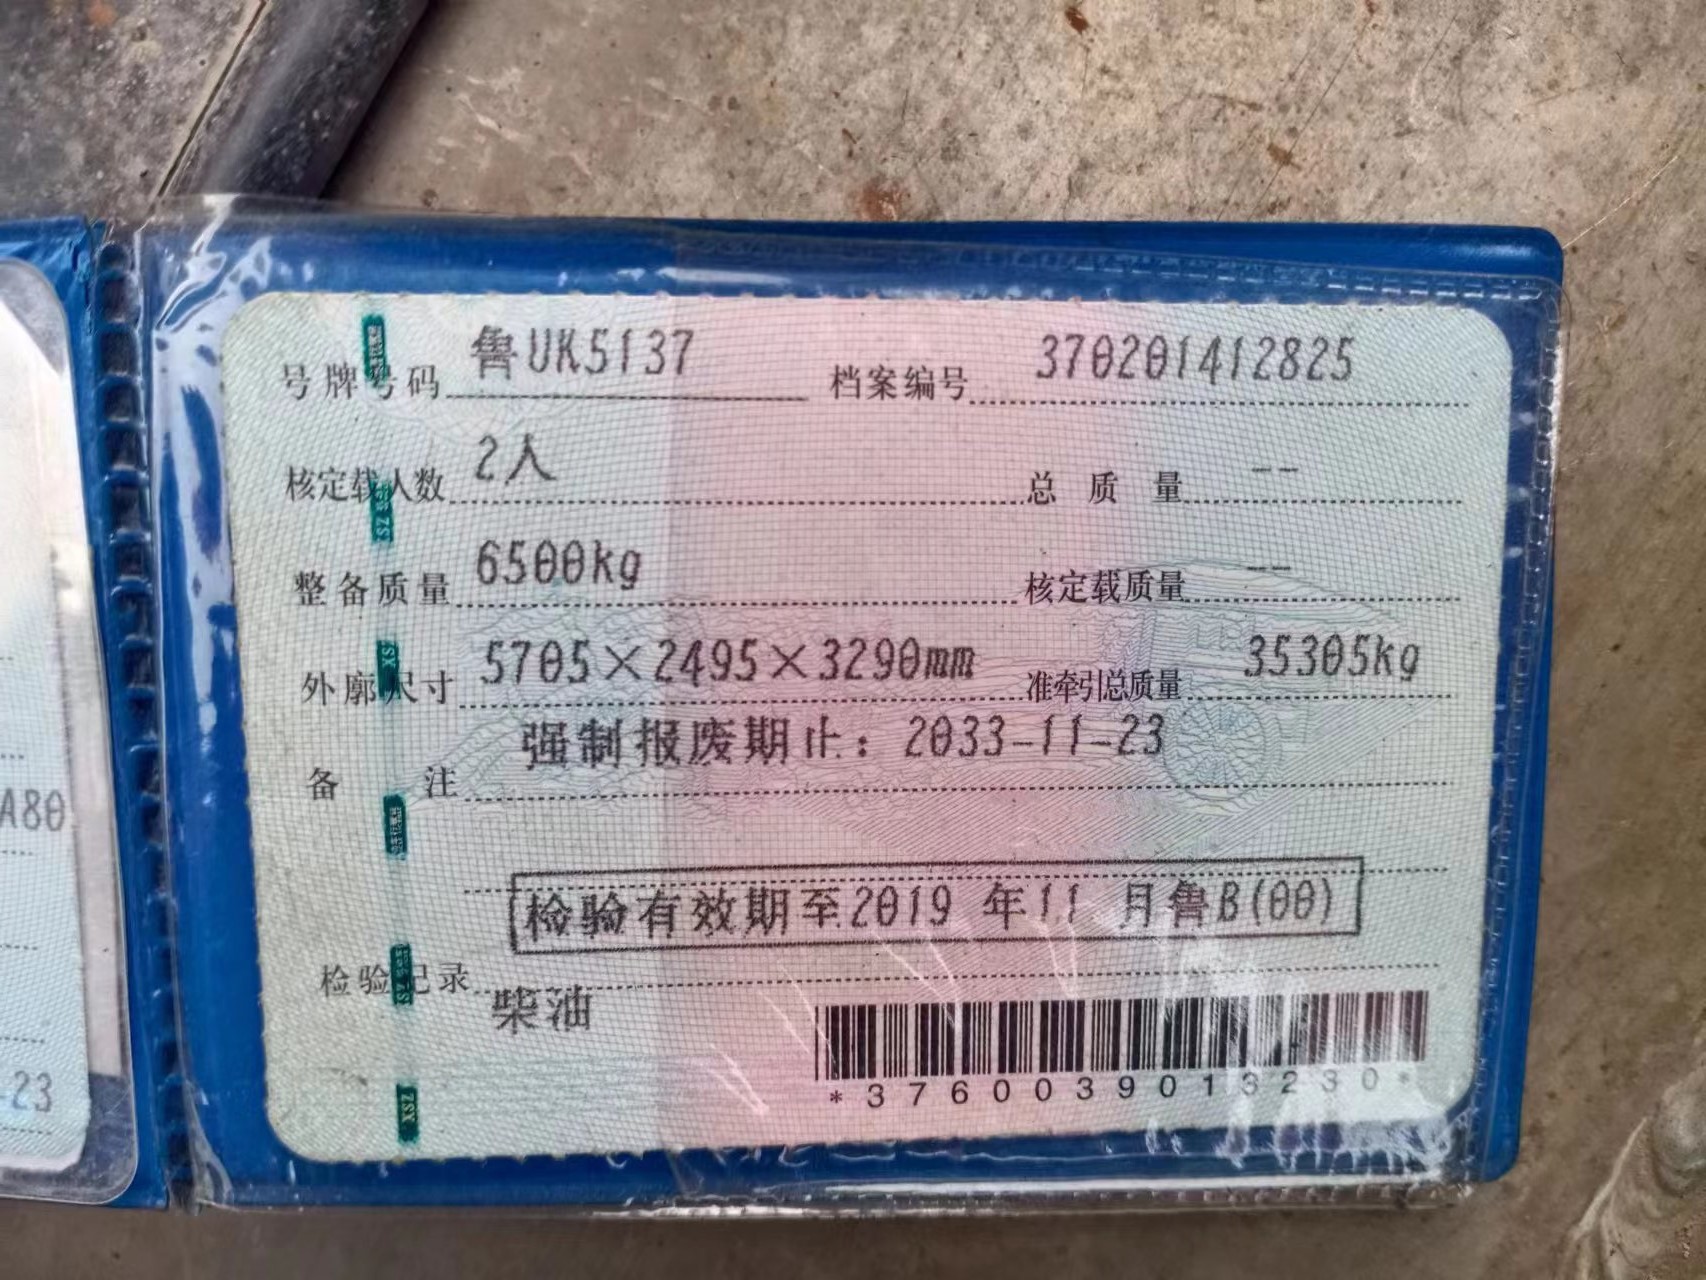 号牌号码 鲁UK5137 档案编号 370201412825
核定载人数 2人 总质量 --
整备质量 6500kg 核定载质量 --
外廓尺寸 5705×2495×3290mm 准牵引总质量 35305kg
备注 强制报废期止：2033-11-23
检验有效期至2019年11月鲁B(00)
检验记录
柴油
*3760039013230*
A80
-23
XSZ